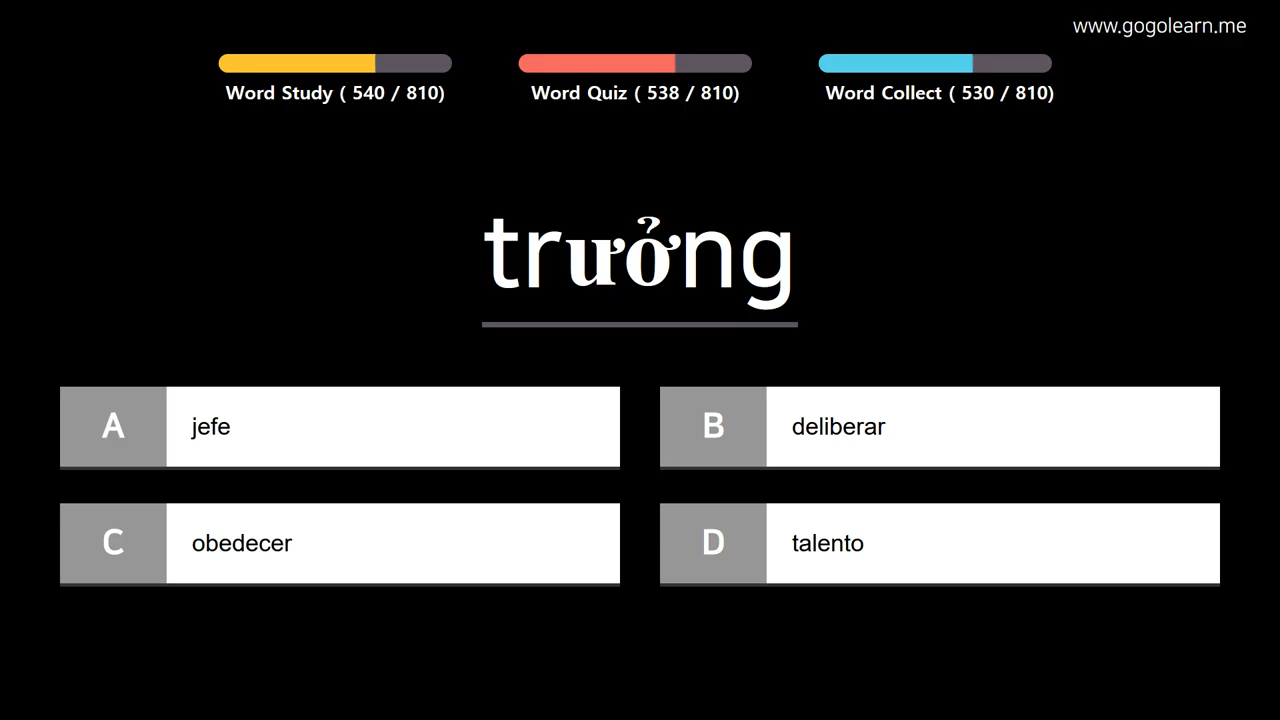 www.gogolearn.me
Word Study ( 540 / 810)
Word Quiz ( 538 / 810)
Word Collect ( 530 / 810)
trưởng
A jefe
B deliberar
C obedecer
D talento